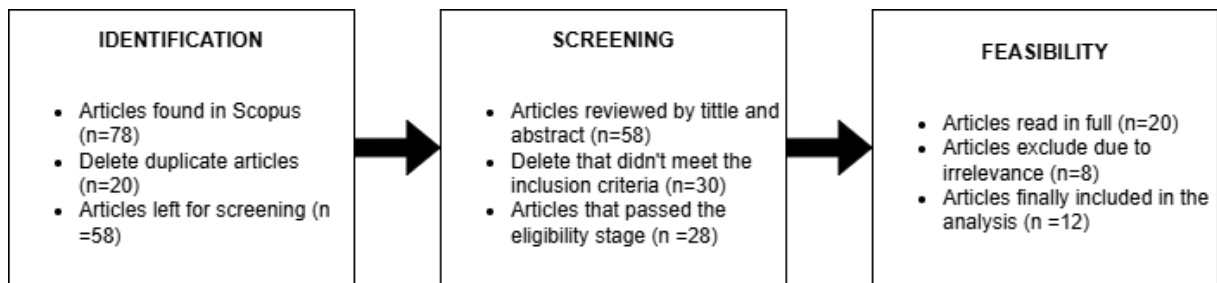 IDENTIFICATION
• Articles found in Scopus
(n=78)
• Delete duplicate articles
(n=20)
• Articles left for screening (n
=58)
SCREENING
• Articles reviewed by tittle and
abstract (n=58)
• Delete that didn't meet the
inclusion criteria (n=30)
• Articles that passed the
eligibility stage (n =28)
FEASIBILITY
• Articles read in full (n=20)
• Articles exclude due to
irrelevance (n=8)
• Articles finally included in the
analysis (n =12)